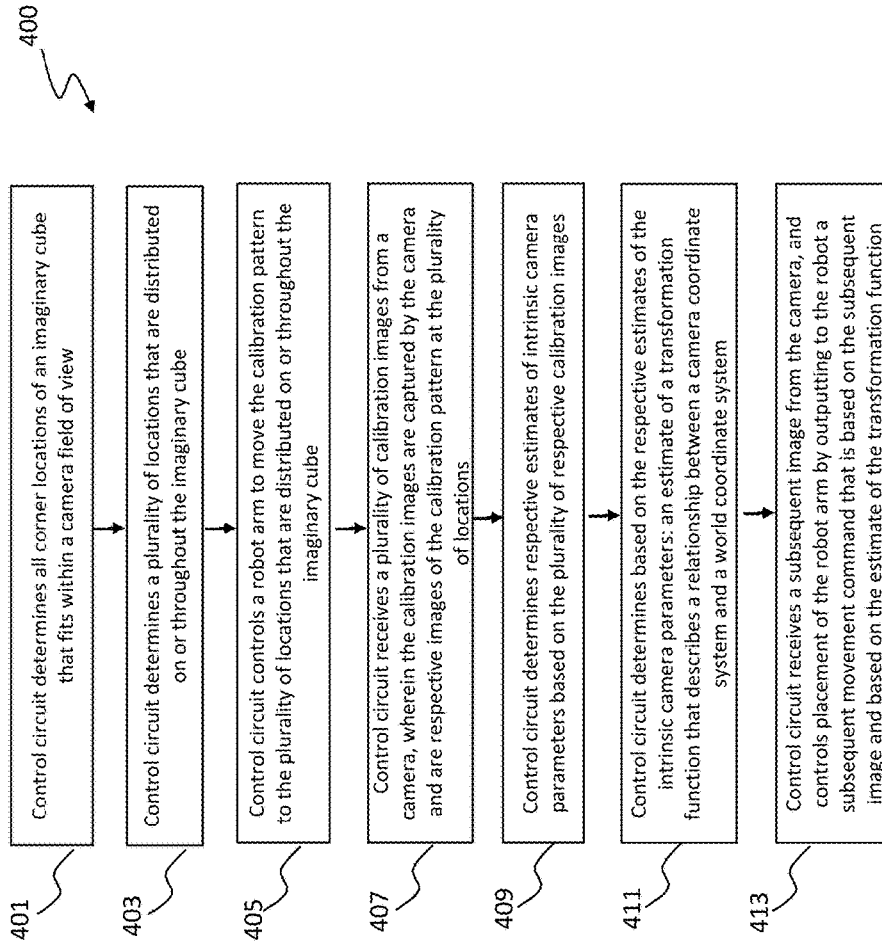 400
401
Control circuit determines all corner locations of an imaginary cube
that fits within a camera field of view
403
Control circuit determines a plurality of locations that are distributed
on or throughout the imaginary cube
405
Control circuit controls a robot arm to move the calibration pattern
to the plurality of locations that are distributed on or throughout the
imaginary cube
407
Control circuit receives a plurality of calibration images from a
camera, wherein the calibration images are captured by the camera
and are respective images of the calibration pattern at the plurality
of locations
409
Control circuit determines respective estimates of intrinsic camera
parameters based on the plurality of respective calibration images
411
Control circuit determines based on the respective estimates of the
intrinsic camera parameters: an estimate of a transformation
function that describes a relationship between a camera coordinate
system and a world coordinate system
413
Control circuit receives a subsequent image from the camera, and
controls placement of the robot arm by outputting to the robot a
subsequent movement command that is based on the subsequent
image and based on the estimate of the transformation function